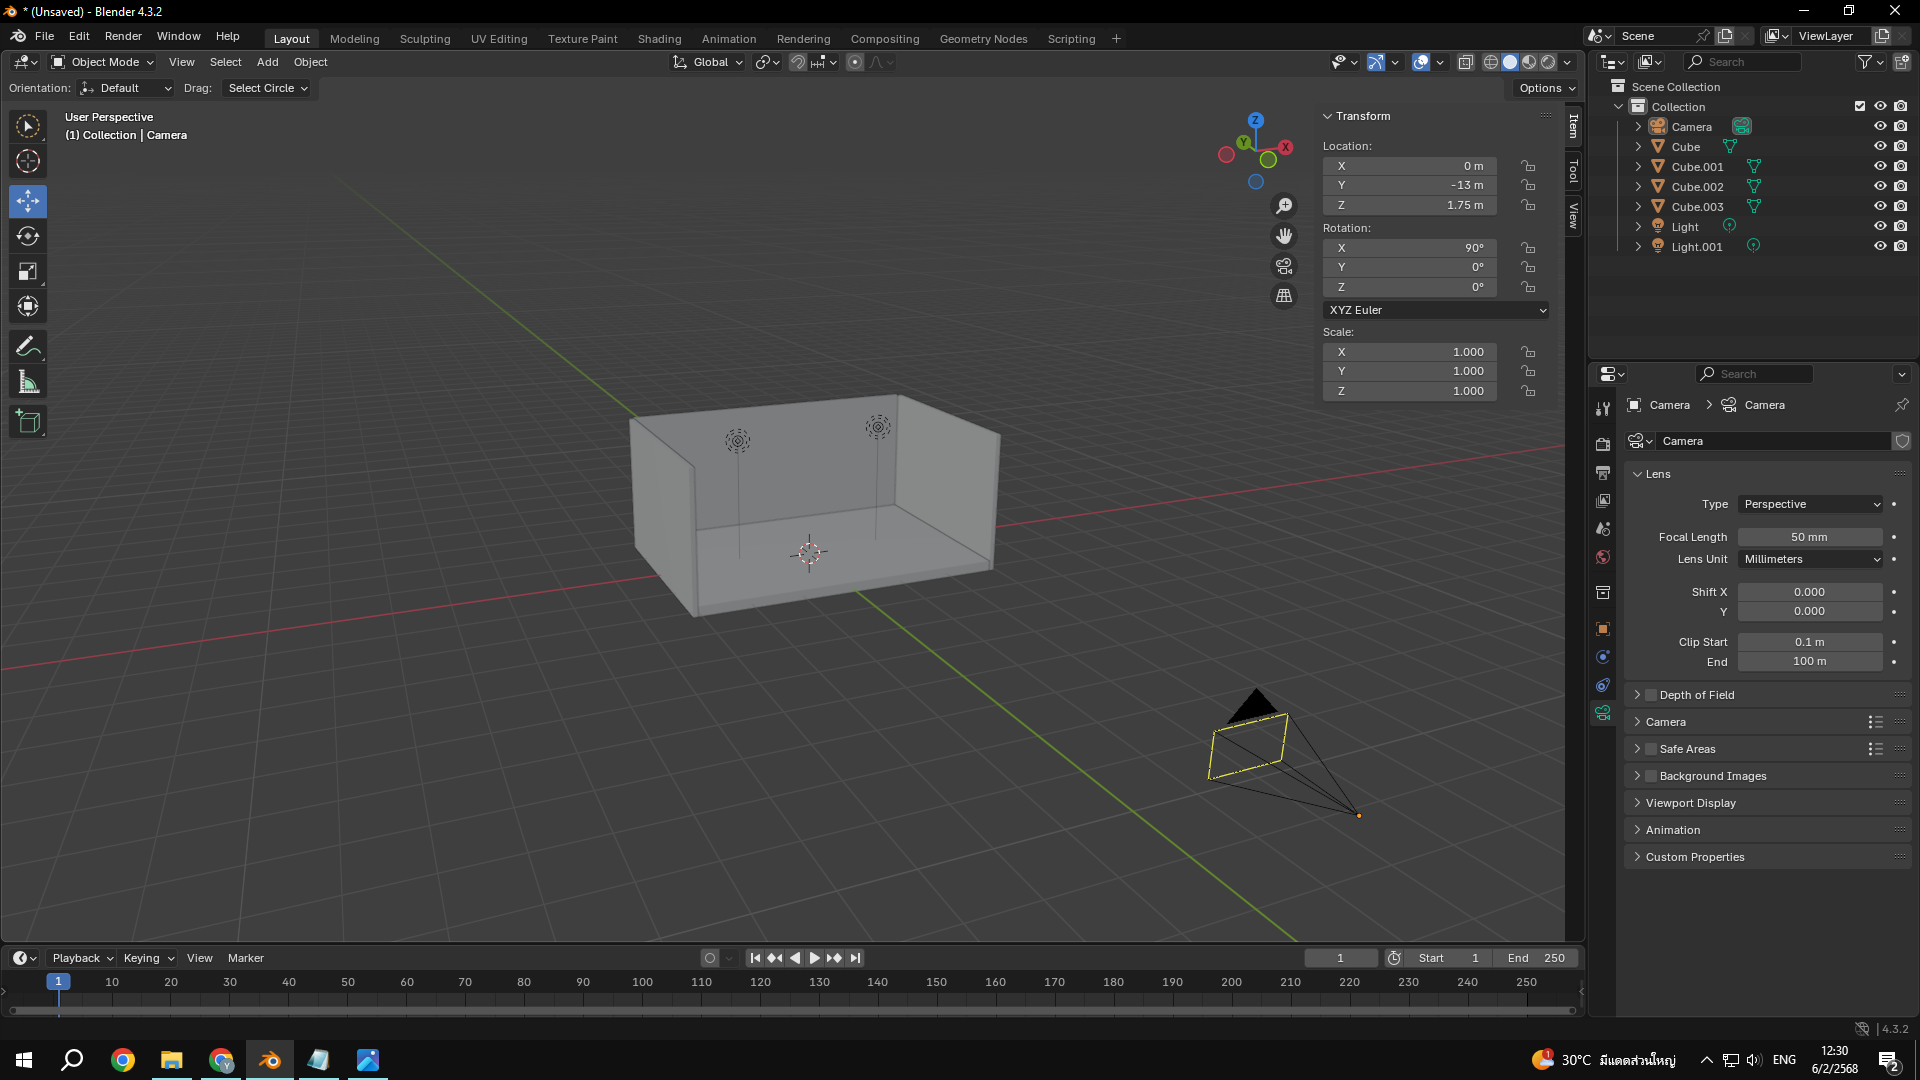 * (Unsaved) - Blender 4.3.2
File Edit Render Window Help
Layout Modeling Sculpting UV Editing Texture Paint Shading Animation Rendering Compositing Geometry Nodes Scripting +
Scene
ViewLayer
Object Mode View Select Add Object
Global
Orientation: Default Drag: Select Circle
Options
User Perspective
(1) Collection | Camera
Z
Y
X
Transform
Location:
X 0 m
Y -13 m
Z 1.75 m
Rotation:
X 90°
Y 0°
Z 0°
XYZ Euler
Scale:
X 1.000
Y 1.000
Z 1.000
Item
Tool
View
Search
Scene Collection
Collection
Camera
Cube
Cube.001
Cube.002
Cube.003
Light
Light.001
Search
Camera > Camera
Camera
Lens
Type Perspective
Focal Length 50 mm
Lens Unit Millimeters
Shift X 0.000
Y 0.000
Clip Start 0.1 m
End 100 m
Depth of Field
Camera
Safe Areas
Background Images
Viewport Display
Animation
Custom Properties
Playback Keying View Marker
1
Start 1 End 250
1 10 20 30 40 50 60 70 80 90 100 110 120 130 140 150 160 170 180 190 200 210 220 230 240 250
4.3.2
1
30°C มีแดดส่วนใหญ่
ENG
12:30
6/2/2568
2